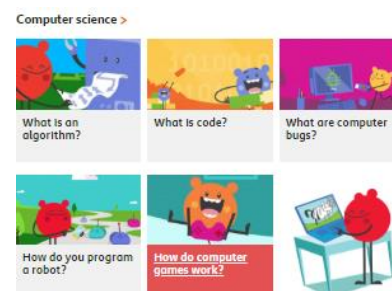 Computer science >
What is an
algorithm?
What is code?
What are computer
bugs?
How do you program
a robot?
How do computer
games work?